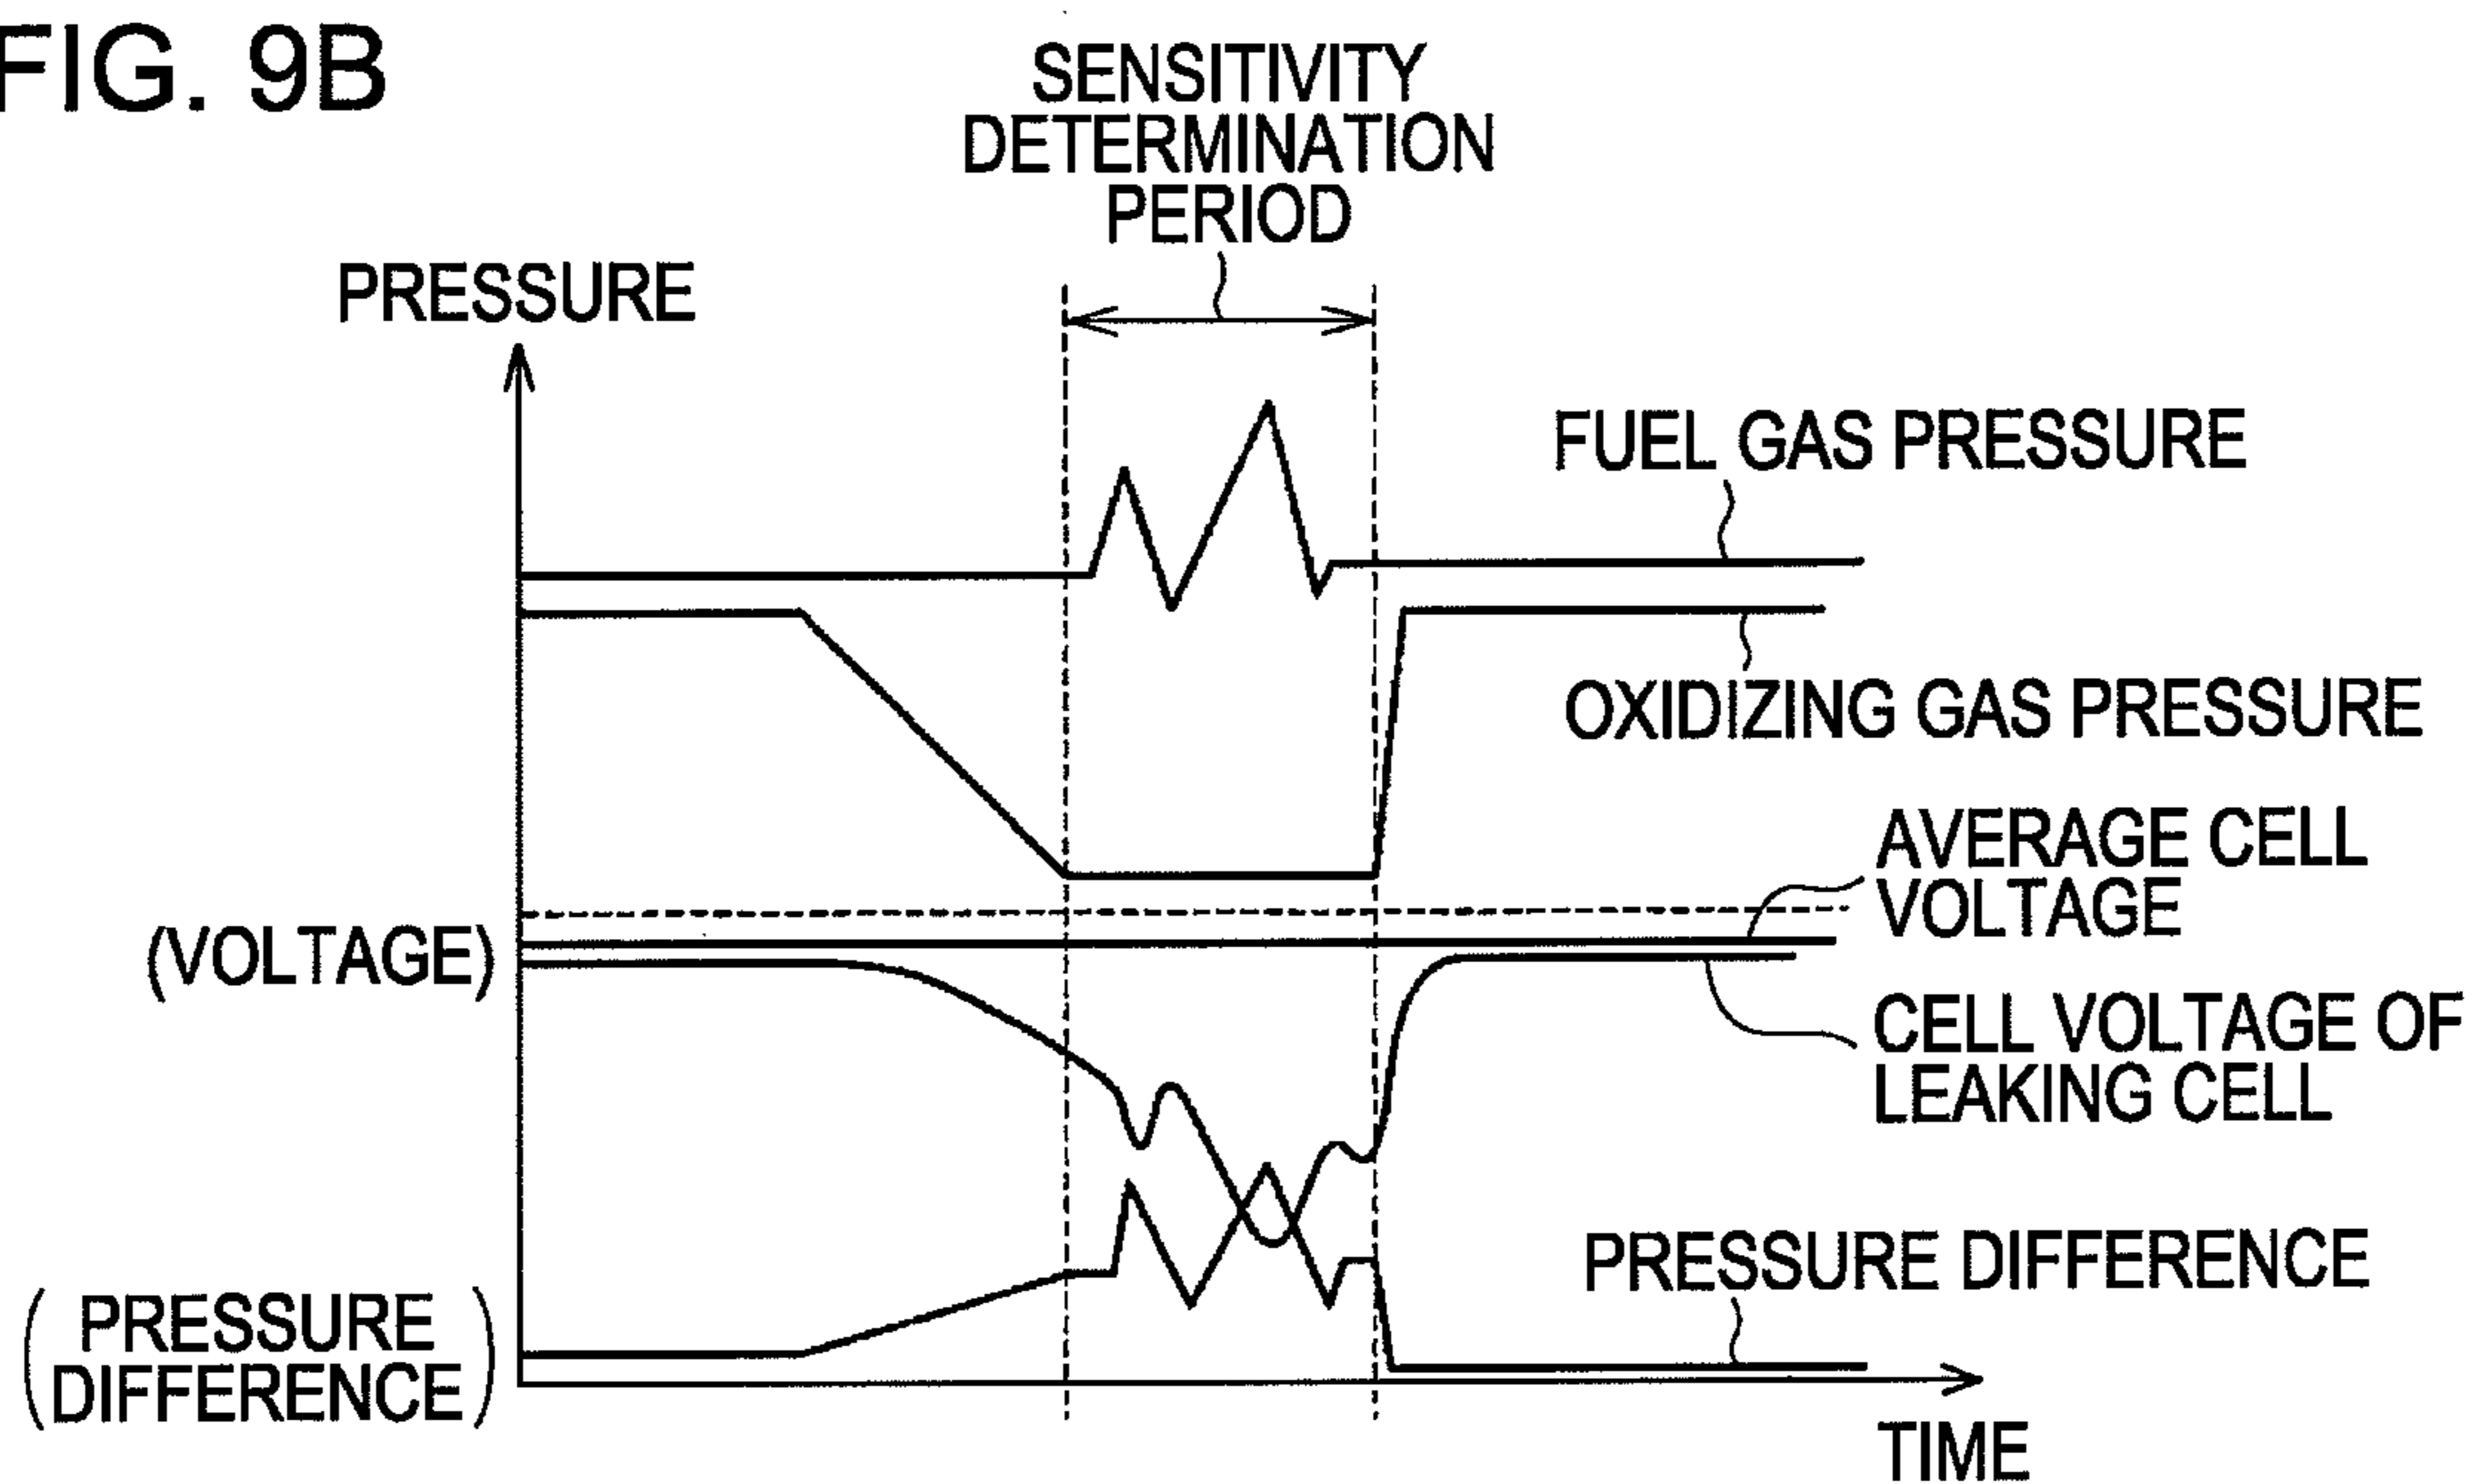 FIG. 9B
SENSITIVITY
DETERMINATION
PERIOD
PRESSURE
FUEL GAS PRESSURE
OXIDIZING GAS PRESSURE
AVERAGE CELL
VOLTAGE
(VOLTAGE)
CELL VOLTAGE OF
LEAKING CELL
PRESSURE DIFFERENCE
(PRESSURE
DIFFERENCE)
TIME